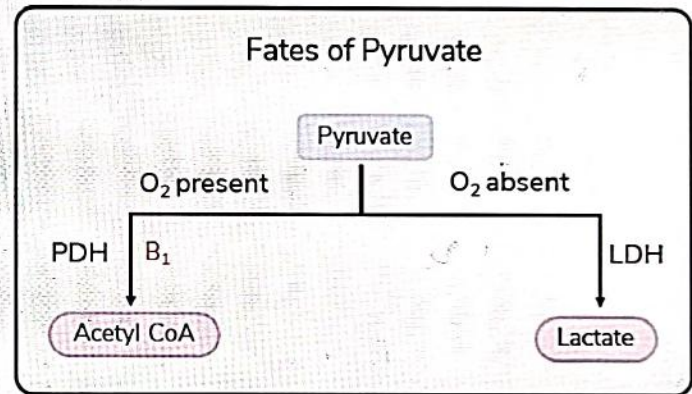 Fates of Pyruvate
Pyruvate
O₂ present
O₂ absent
PDH
B₁
LDH
Acetyl CoA
Lactate